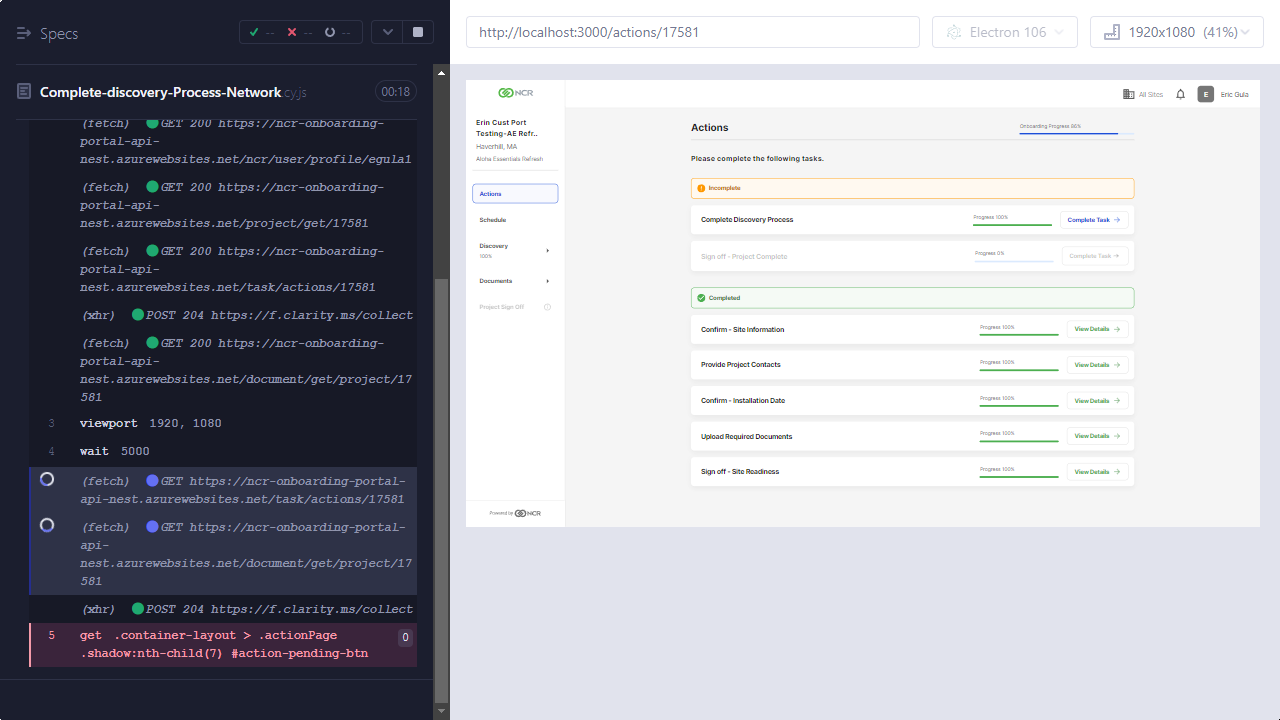 Specs
-- -- --
Complete-discovery-Process-Network.cy.js 00:18
(fetch) GET 200 https://ncr-onboarding-
portal-api-
nest.azurewebsites.net/ncr/user/profile/egula1
(fetch) GET 200 https://ncr-onboarding-
portal-api-
nest.azurewebsites.net/project/get/17581
(fetch) GET 200 https://ncr-onboarding-
portal-api-
nest.azurewebsites.net/task/actions/17581
(xhr) POST 204 https://f.clarity.ms/collect
(fetch) GET 200 https://ncr-onboarding-
portal-api-
nest.azurewebsites.net/document/get/project/17
581
3 viewport 1920, 1080
4 wait 5000
(fetch) GET https://ncr-onboarding-portal-
api-nest.azurewebsites.net/task/actions/17581
(fetch) GET https://ncr-onboarding-portal-
api-
nest.azurewebsites.net/document/get/project/17
581
(xhr) POST 204 https://f.clarity.ms/collect
5 get .container-layout > .actionPage 0
.shadow:nth-child(7) #action-pending-btn
http://localhost:3000/actions/17581
Electron 106
1920x1080 (41%)
NCR
All Sites E Eric Gula
Erin Cust Port
Testing-AE Refr..
Haverhill, MA
Aloha Essentials Refresh
Actions
Schedule
Discovery
100%
Documents
Project Sign Off
Powered by NCR
Actions
Onboarding Progress 86%
Please complete the following tasks.
Incomplete
Complete Discovery Process Progress 100% Complete Task
Sign off - Project Complete Progress 0% Complete Task
Completed
Confirm - Site Information Progress 100% View Details
Provide Project Contacts Progress 100% View Details
Confirm - Installation Date Progress 100% View Details
Upload Required Documents Progress 100% View Details
Sign off - Site Readiness Progress 100% View Details